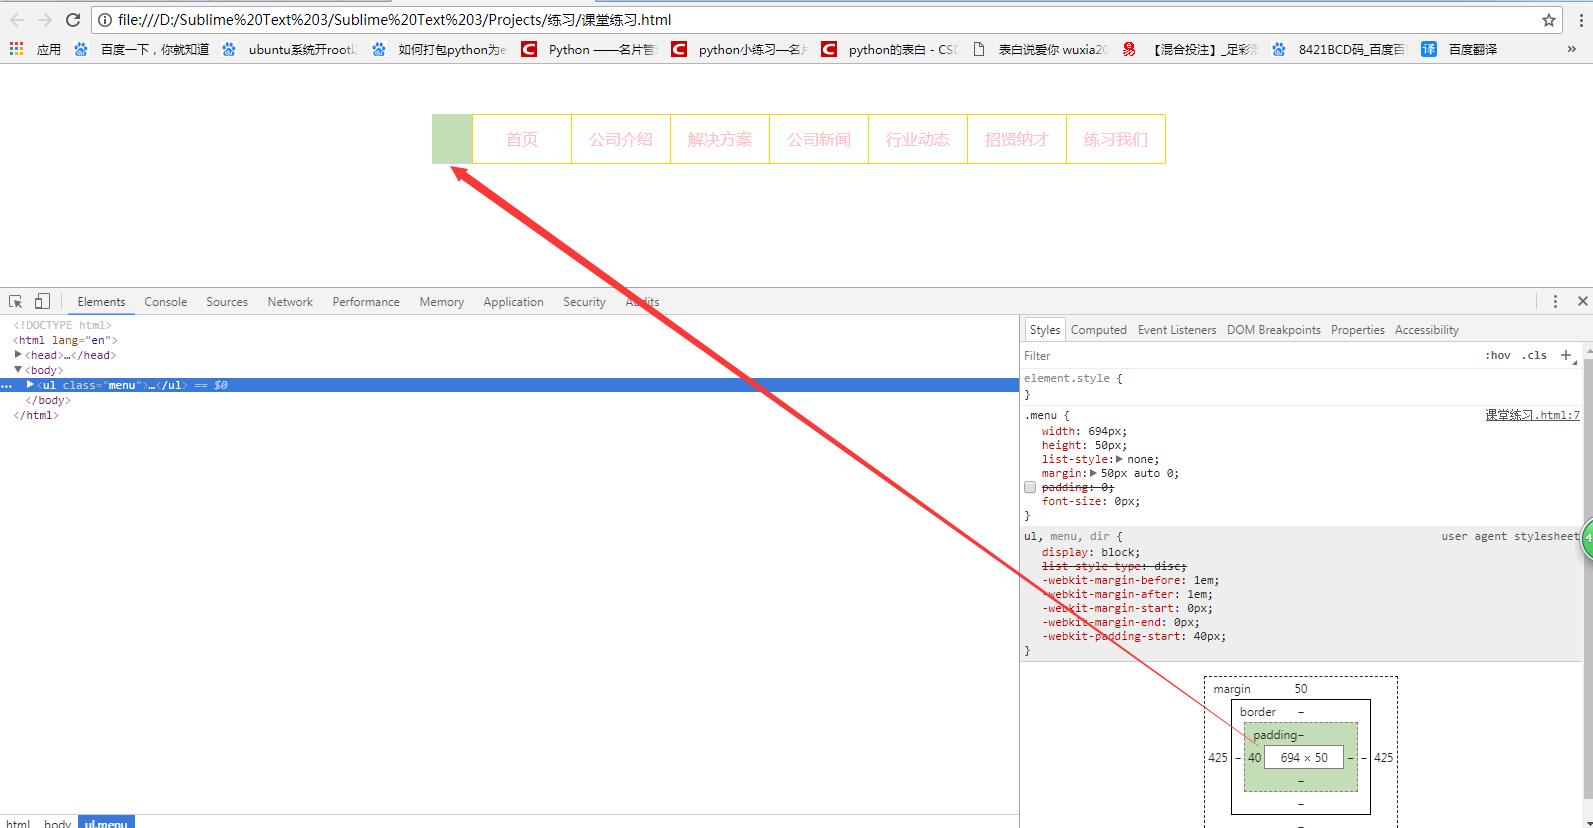 file:///D:/Sublime%20Text%203/Sublime%20Text%203/Projects/练习/课堂练习.html
应用 百度一下，你就知道 ubuntu系统开root 如何打包python为e Python ——名片管 python小练习—名片 python的表白 - CSD 表白说爱你 wuxia20 【混合投注】_足彩 8421BCD码_百度百 译 百度翻译 »
首页 公司介绍 解决方案 公司新闻 行业动态 招贤纳才 练习我们
Elements Console Sources Network Performance Memory Application Security Audits
<!DOCTYPE html>
<html lang="en">
<head>…</head>
<body>
<ul class="menu">…</ul> == $0
</body>
</html>
html body ul.menu
Styles Computed Event Listeners DOM Breakpoints Properties Accessibility
Filter :hov .cls +
element.style {
}
.menu { 课堂练习.html:7
width: 694px;
height: 50px;
list-style: none;
margin: 50px auto 0;
padding: 0;
font-size: 0px;
}
ul, menu, dir { user agent stylesheet
display: block;
list-style-type: disc;
-webkit-margin-before: 1em;
-webkit-margin-after: 1em;
-webkit-margin-start: 0px;
-webkit-margin-end: 0px;
-webkit-padding-start: 40px;
}
margin 50
border –
padding –
425 – 40 694 × 50 – – 425
–
–
–
4